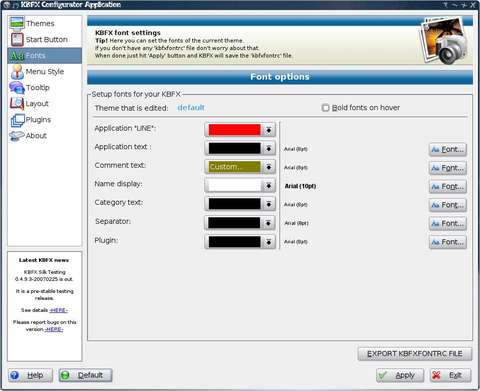 KBFX Configurator Application
Themes
Start Button
Fonts
Menu Style
Tooltip
Layout
Plugins
About
Latest KBFX news
KBFX Silk Testing
0.4.9.3-20070225 is out.
It is a pre-stable testing
release.
See details -HERE-
Please report bugs on this
version -HERE-
KBFX font settings
Tip! Here you can set the fonts of the current theme.
If you don't have any 'kbfxfontrc' file don't worry about that.
When done just hit 'Apply' button and KBFX will save the 'kbfxfontrc' file.
Font options
Setup fonts for your KBFX
Theme that is edited: default
Bold fonts on hover
Application "LINE":
Application text : Arial (8pt) Aa Font...
Comment text: Custom... Arial (8pt) Aa Font...
Name display: Arial (10pt) Aa Font...
Category text: Arial (8pt) Aa Font...
Separator: Arial (8pt) Aa Font...
Plugin: Arial (8pt) Aa Font...
EXPORT KBFXFONTRC FILE
Help
Default
Apply
Exit